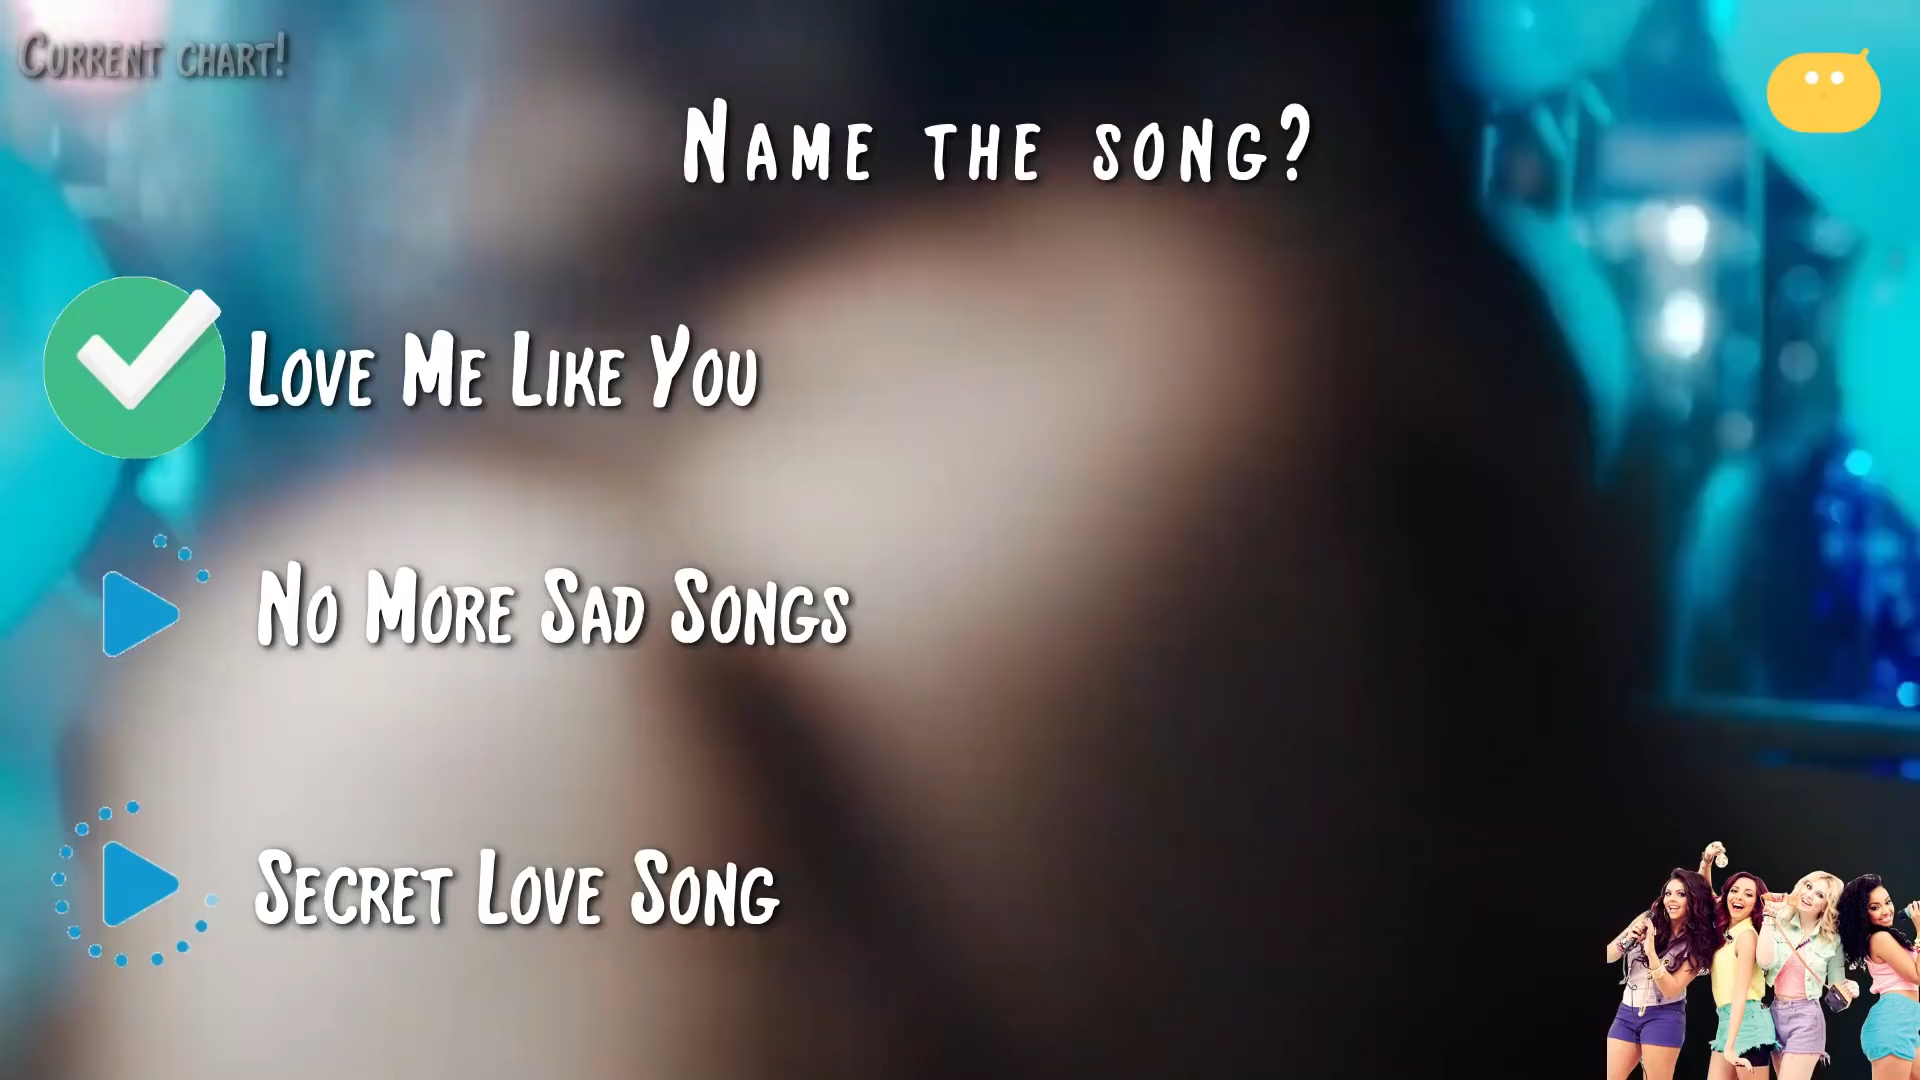 Current chart!
Name the song?
Love Me Like You
No More Sad Songs
Secret Love Song